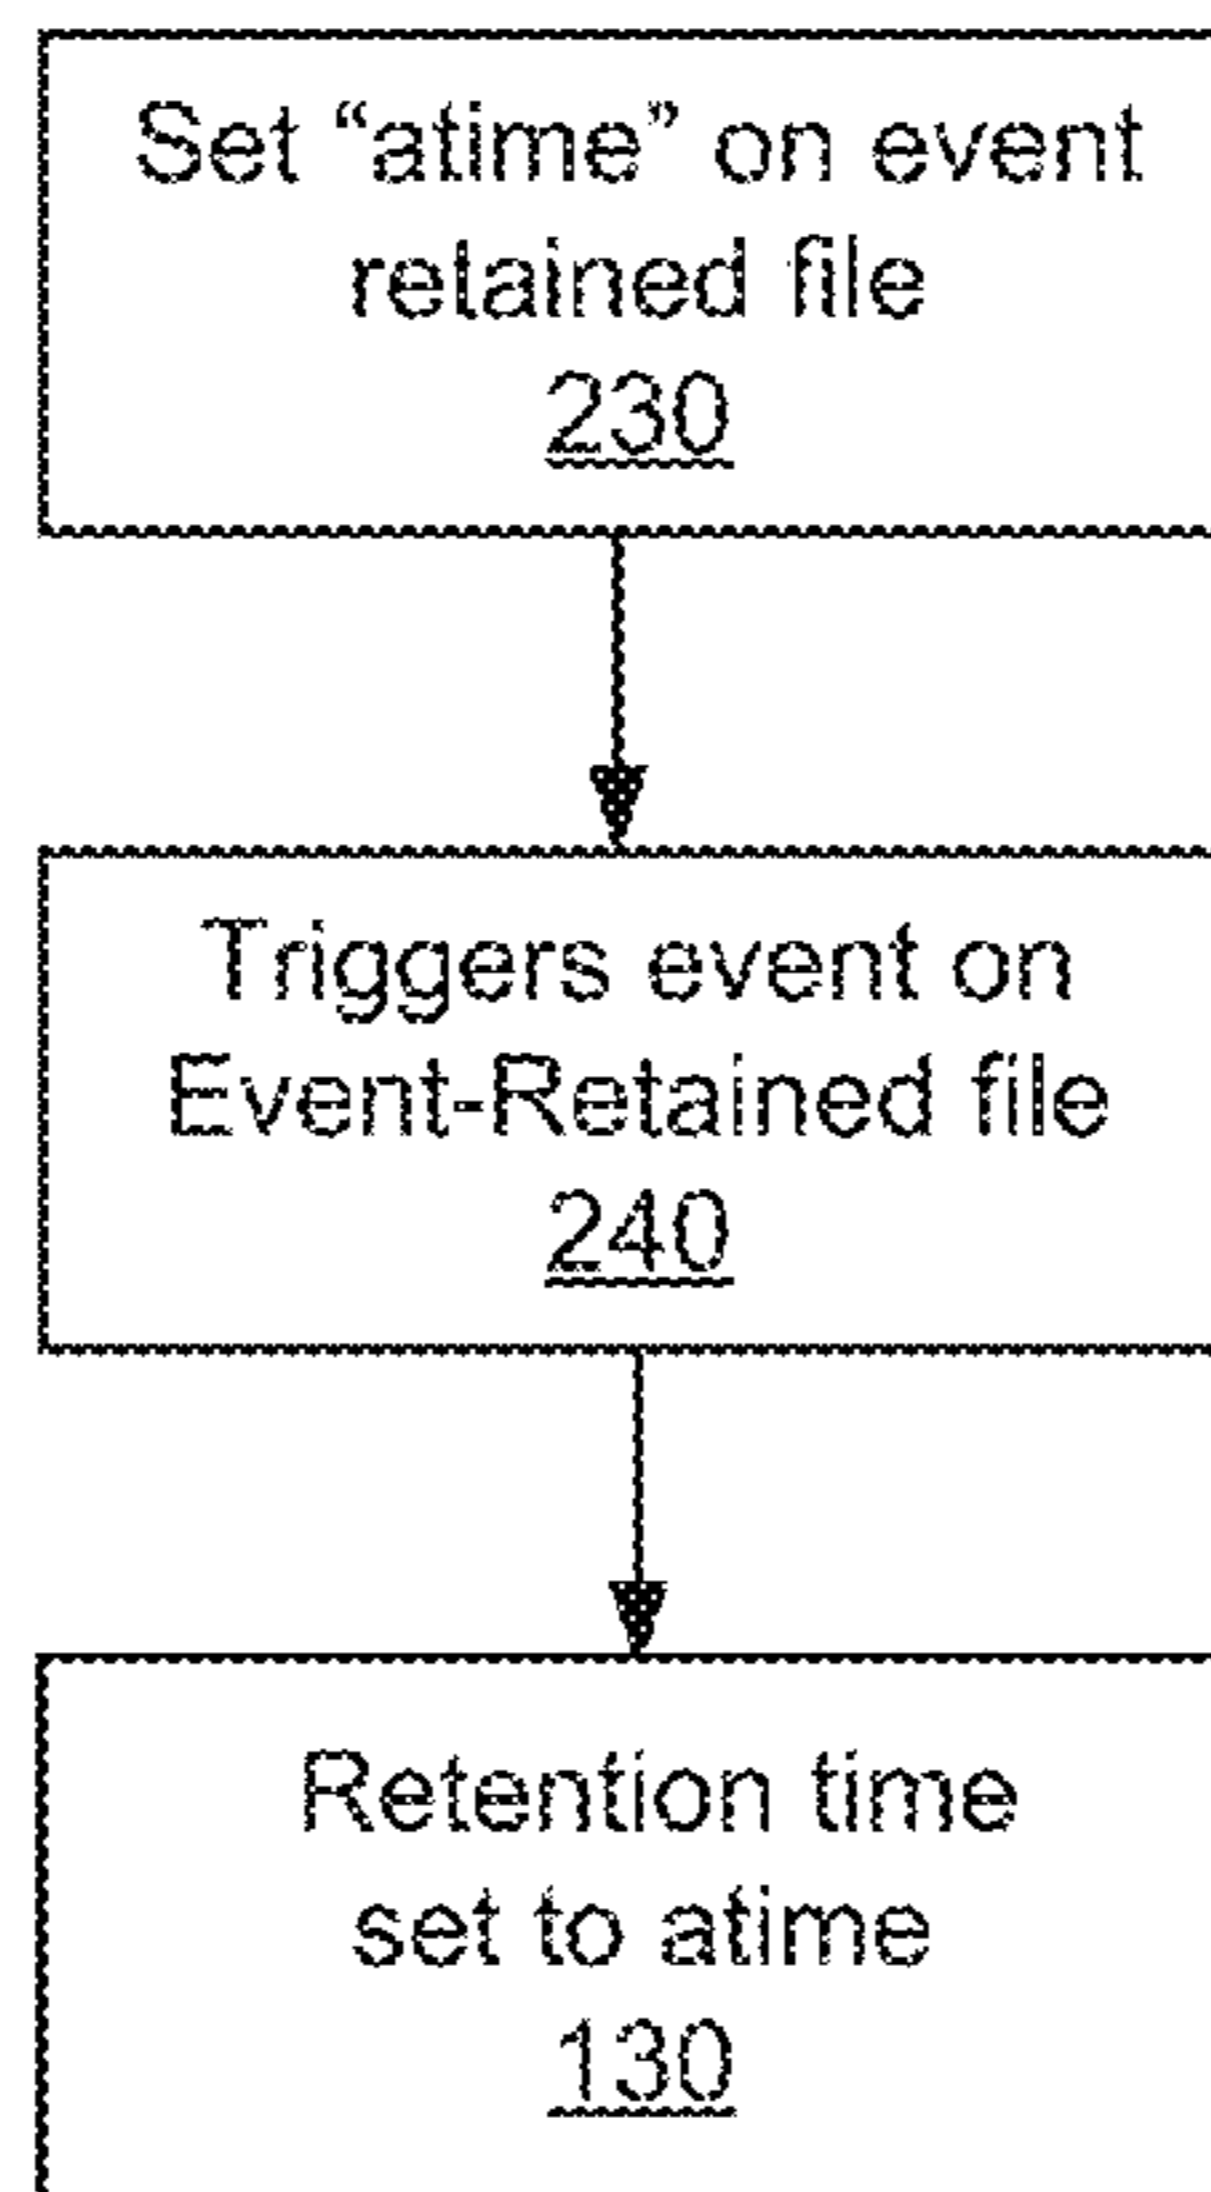 Set “atime” on event
retained file
230
Triggers event on
Event-Retained file
240
Retention time
set to atime
130